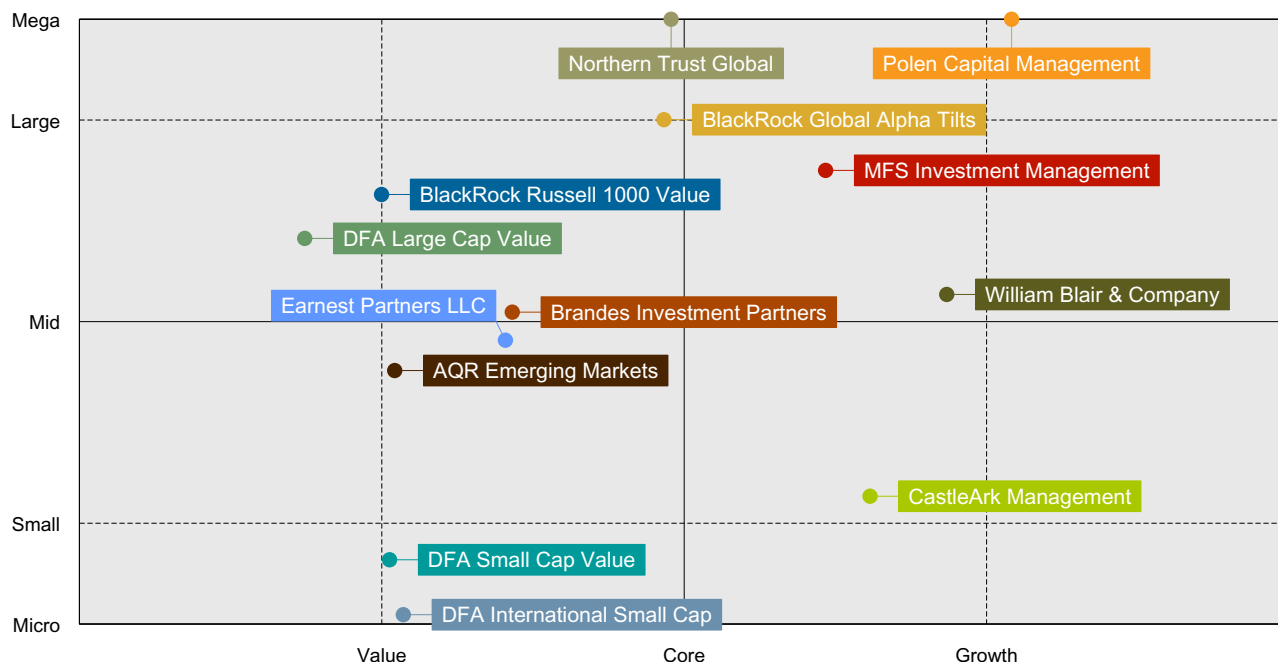 Mega
Northern Trust Global
Polen Capital Management
Large
BlackRock Global Alpha Tilts
MFS Investment Management
BlackRock Russell 1000 Value
DFA Large Cap Value
William Blair & Company
Earnest Partners LLC
Brandes Investment Partners
Mid
AQR Emerging Markets
CastleArk Management
Small
DFA Small Cap Value
DFA International Small Cap
Micro
Value
Core
Growth